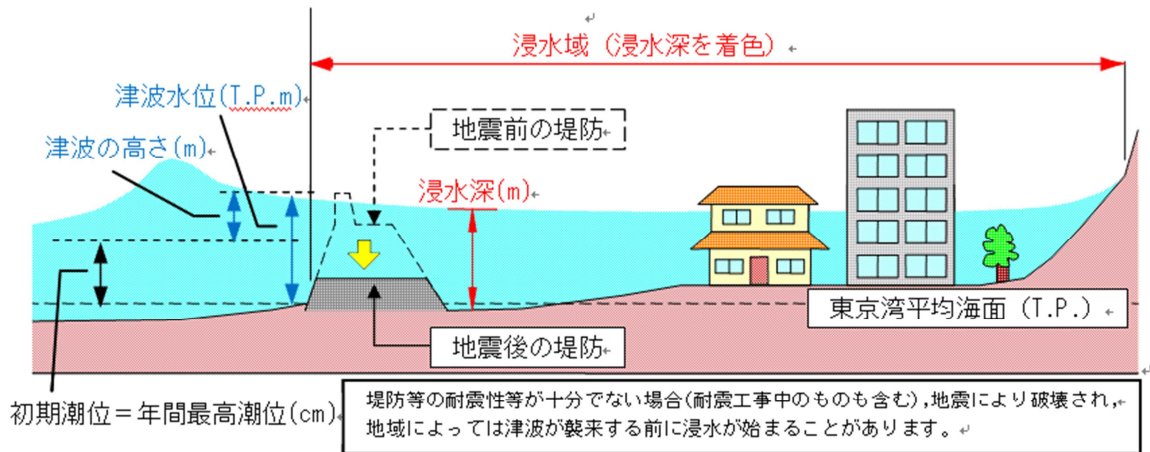 浸水域（浸水深を着色）
津波水位(T.P.m)
地震前の堤防
津波の高さ(m)
浸水深(m)
東京湾平均海面（T.P.）
地震後の堤防
初期潮位＝年間最高潮位(cm)
堤防等の耐震性等が十分でない場合(耐震工事中のものも含む),地震により破壊され,
地域によっては津波が襲来する前に浸水が始まることがあります。